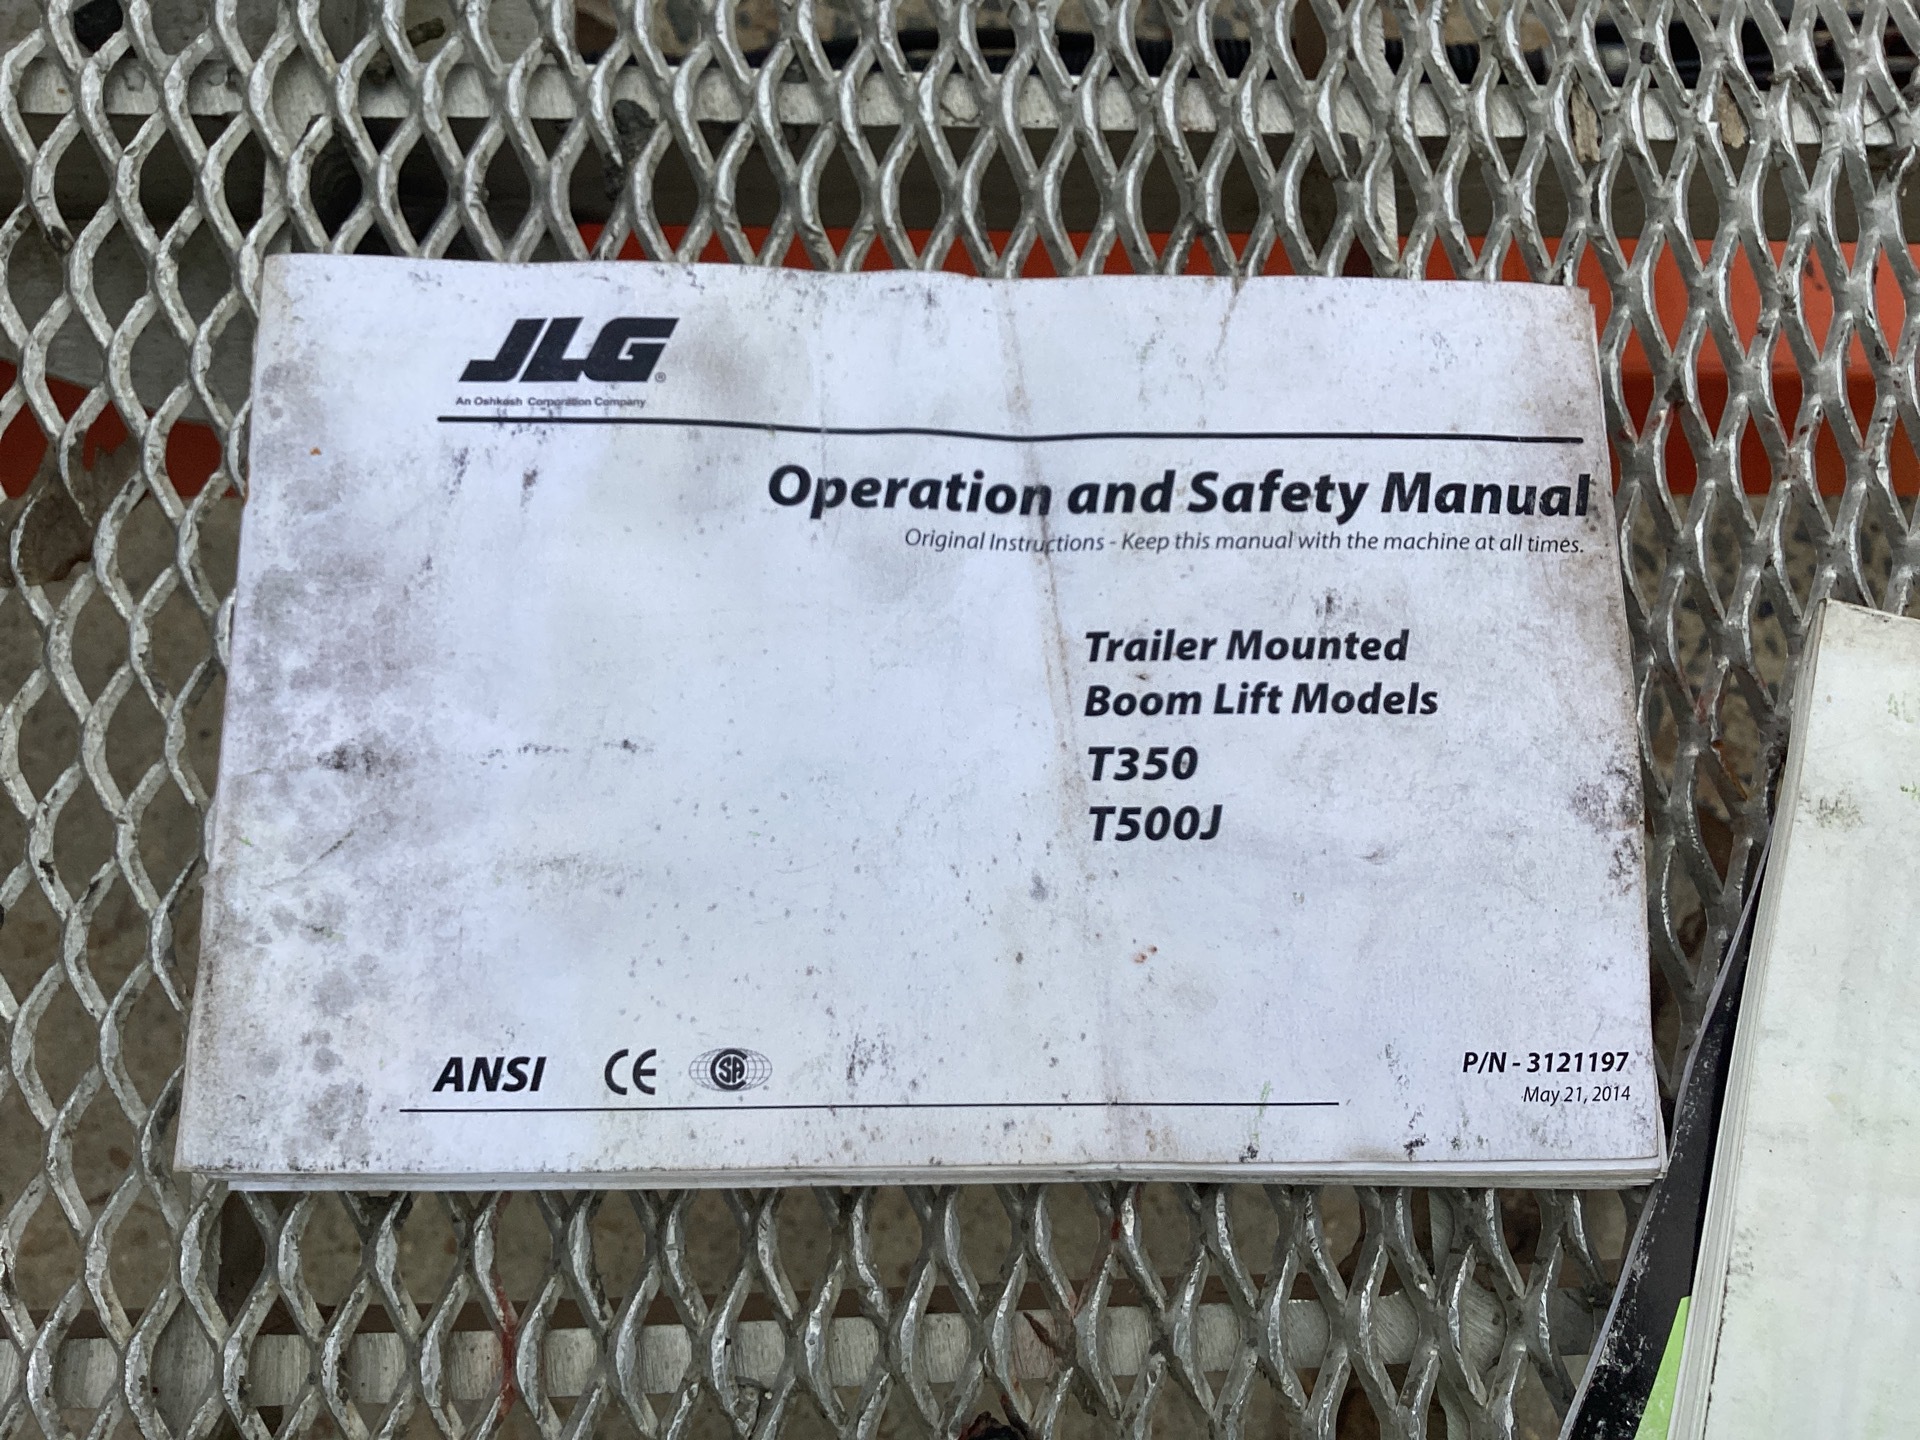 JLG®
An Oshkosh Corporation Company
Operation and Safety Manual
Original Instructions - Keep this manual with the machine at all times.
Trailer Mounted
Boom Lift Models
T350
T500J
ANSI CE CSA®
P/N - 3121197
May 21, 2014